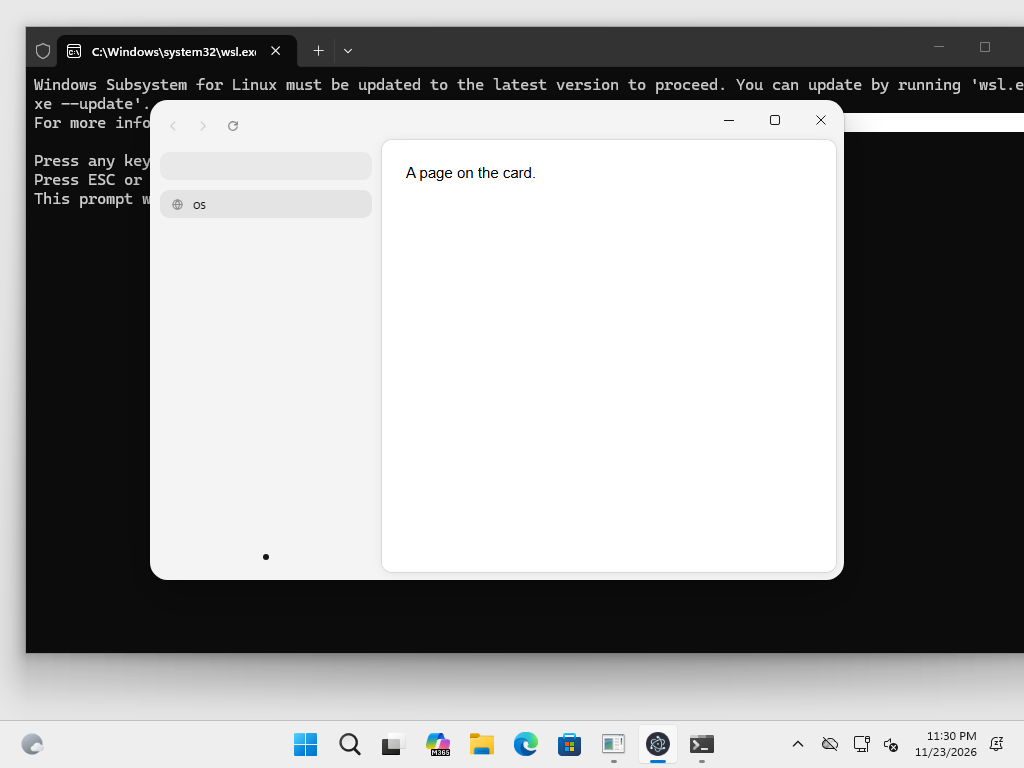 C:\Windows\system32\wsl.exe
Windows Subsystem for Linux must be updated to the latest version to proceed. You can update by running 'wsl.e
xe --update'.
For more info
Press any key
Press ESC or
This prompt w
os
A page on the card.
M365
11:30 PM
11/23/2026